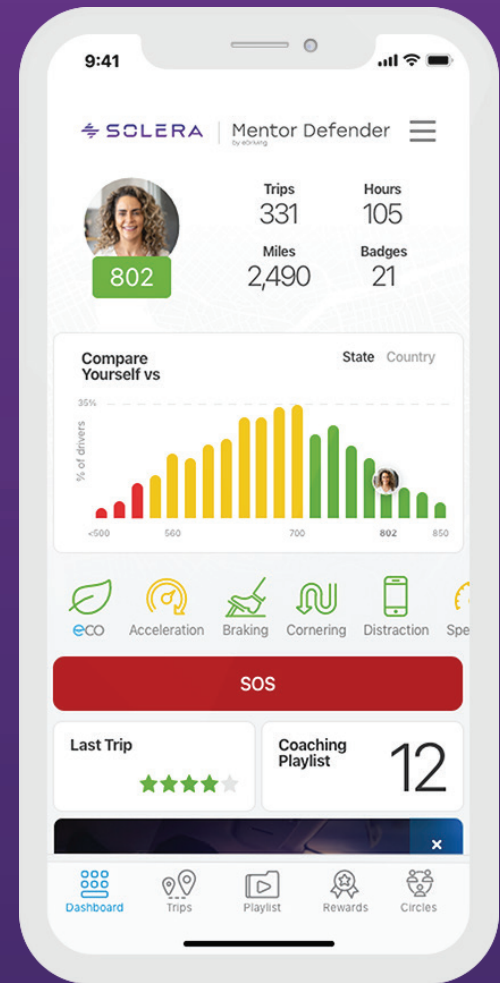 9:41
SOLERA
Mentor Defender
by eDriving
Trips
331
Hours
105
Miles
2,490
Badges
21
802
Compare
Yourself vs
State Country
35%
% of drivers
<500 560 700 802 850
eco Acceleration Braking Cornering Distraction Spe
SOS
Last Trip
Coaching
Playlist
12
Dashboard Trips Playlist Rewards Circles